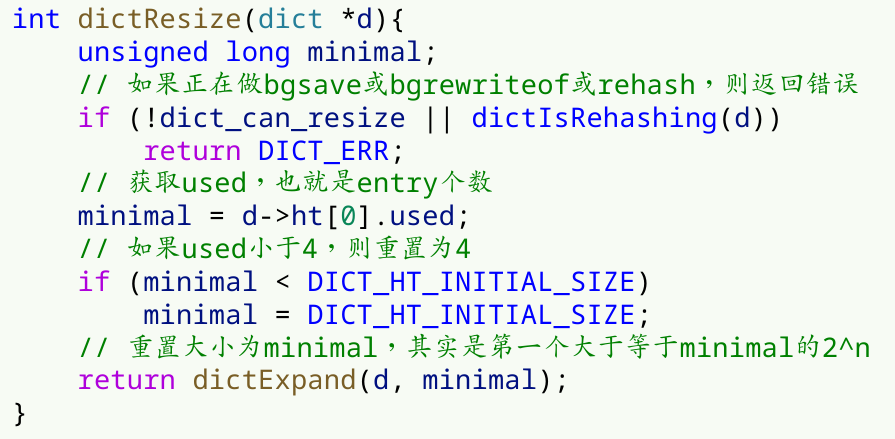 int dictResize(dict *d){
    unsigned long minimal;
    // 如果正在做bgsave或bgrewriteof或rehash，则返回错误
    if (!dict_can_resize || dictIsRehashing(d))
        return DICT_ERR;
    // 获取used，也就是entry个数
    minimal = d->ht[0].used;
    // 如果used小于4，则重置为4
    if (minimal < DICT_HT_INITIAL_SIZE)
        minimal = DICT_HT_INITIAL_SIZE;
    // 重置大小为minimal，其实是第一个大于等于minimal的2^n
    return dictExpand(d, minimal);
}